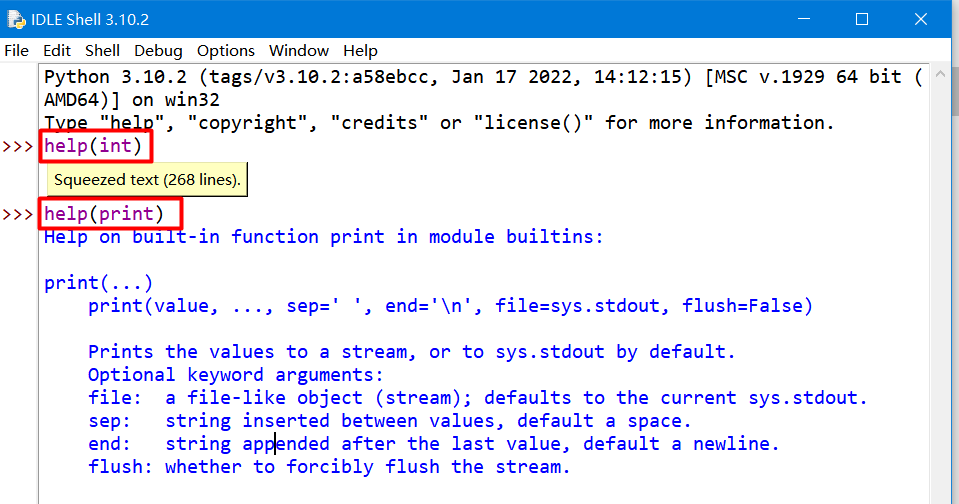 IDLE Shell 3.10.2
File Edit Shell Debug Options Window Help
Python 3.10.2 (tags/v3.10.2:a58ebcc, Jan 17 2022, 14:12:15) [MSC v.1929 64 bit (
AMD64)] on win32
Type "help", "copyright", "credits" or "license()" for more information.
>>> help(int)
Squeezed text (268 lines).
>>> help(print)
Help on built-in function print in module builtins:
print(...)
    print(value, ..., sep=' ', end='\n', file=sys.stdout, flush=False)
    Prints the values to a stream, or to sys.stdout by default.
    Optional keyword arguments:
    file:  a file-like object (stream); defaults to the current sys.stdout.
    sep:   string inserted between values, default a space.
    end:   string appended after the last value, default a newline.
    flush: whether to forcibly flush the stream.